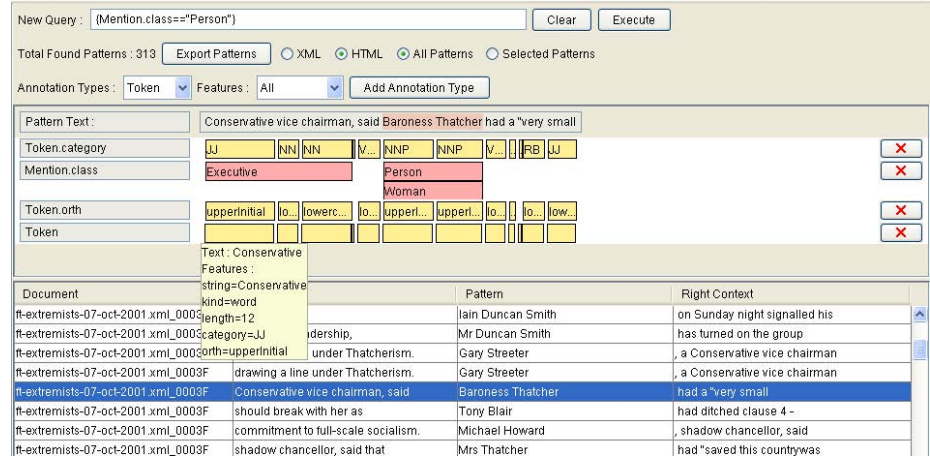 New Query : {Mention.class=="Person"} Clear Execute
Total Found Patterns : 313 Export Patterns XML HTML All Patterns Selected Patterns
Annotation Types : Token Features : All Add Annotation Type
Pattern Text : Conservative vice chairman, said Baroness Thatcher had a "very small
Token.category JJ NN NN V... NNP NNP V... . RB JJ
Mention.class Executive Person
Woman
Token.orth upperInitial lo... lowerc... lo... upperI... upperI... lo... . lo... low...
Token
Text : Conservative
Features :
string=Conservative
kind=word
length=12
category=JJ
orth=upperInitial
Document Pattern Right Context
ft-extremists-07-oct-2001.xml_0003 Iain Duncan Smith on Sunday night signalled his
ft-extremists-07-oct-2001.xml_0003 dership, Mr Duncan Smith has turned on the group
ft-extremists-07-oct-2001.xml_0003 under Thatcherism. Gary Streeter , a Conservative vice chairman
ft-extremists-07-oct-2001.xml_0003F drawing a line under Thatcherism. Gary Streeter , a Conservative vice chairman
ft-extremists-07-oct-2001.xml_0003F Conservative vice chairman, said Baroness Thatcher had a "very small
ft-extremists-07-oct-2001.xml_0003F should break with her as Tony Blair had ditched clause 4 -
ft-extremists-07-oct-2001.xml_0003F commitment to full-scale socialism. Michael Howard , shadow chancellor, said
ft-extremists-07-oct-2001.xml_0003F shadow chancellor, said that Mrs Thatcher had "saved this countrywas